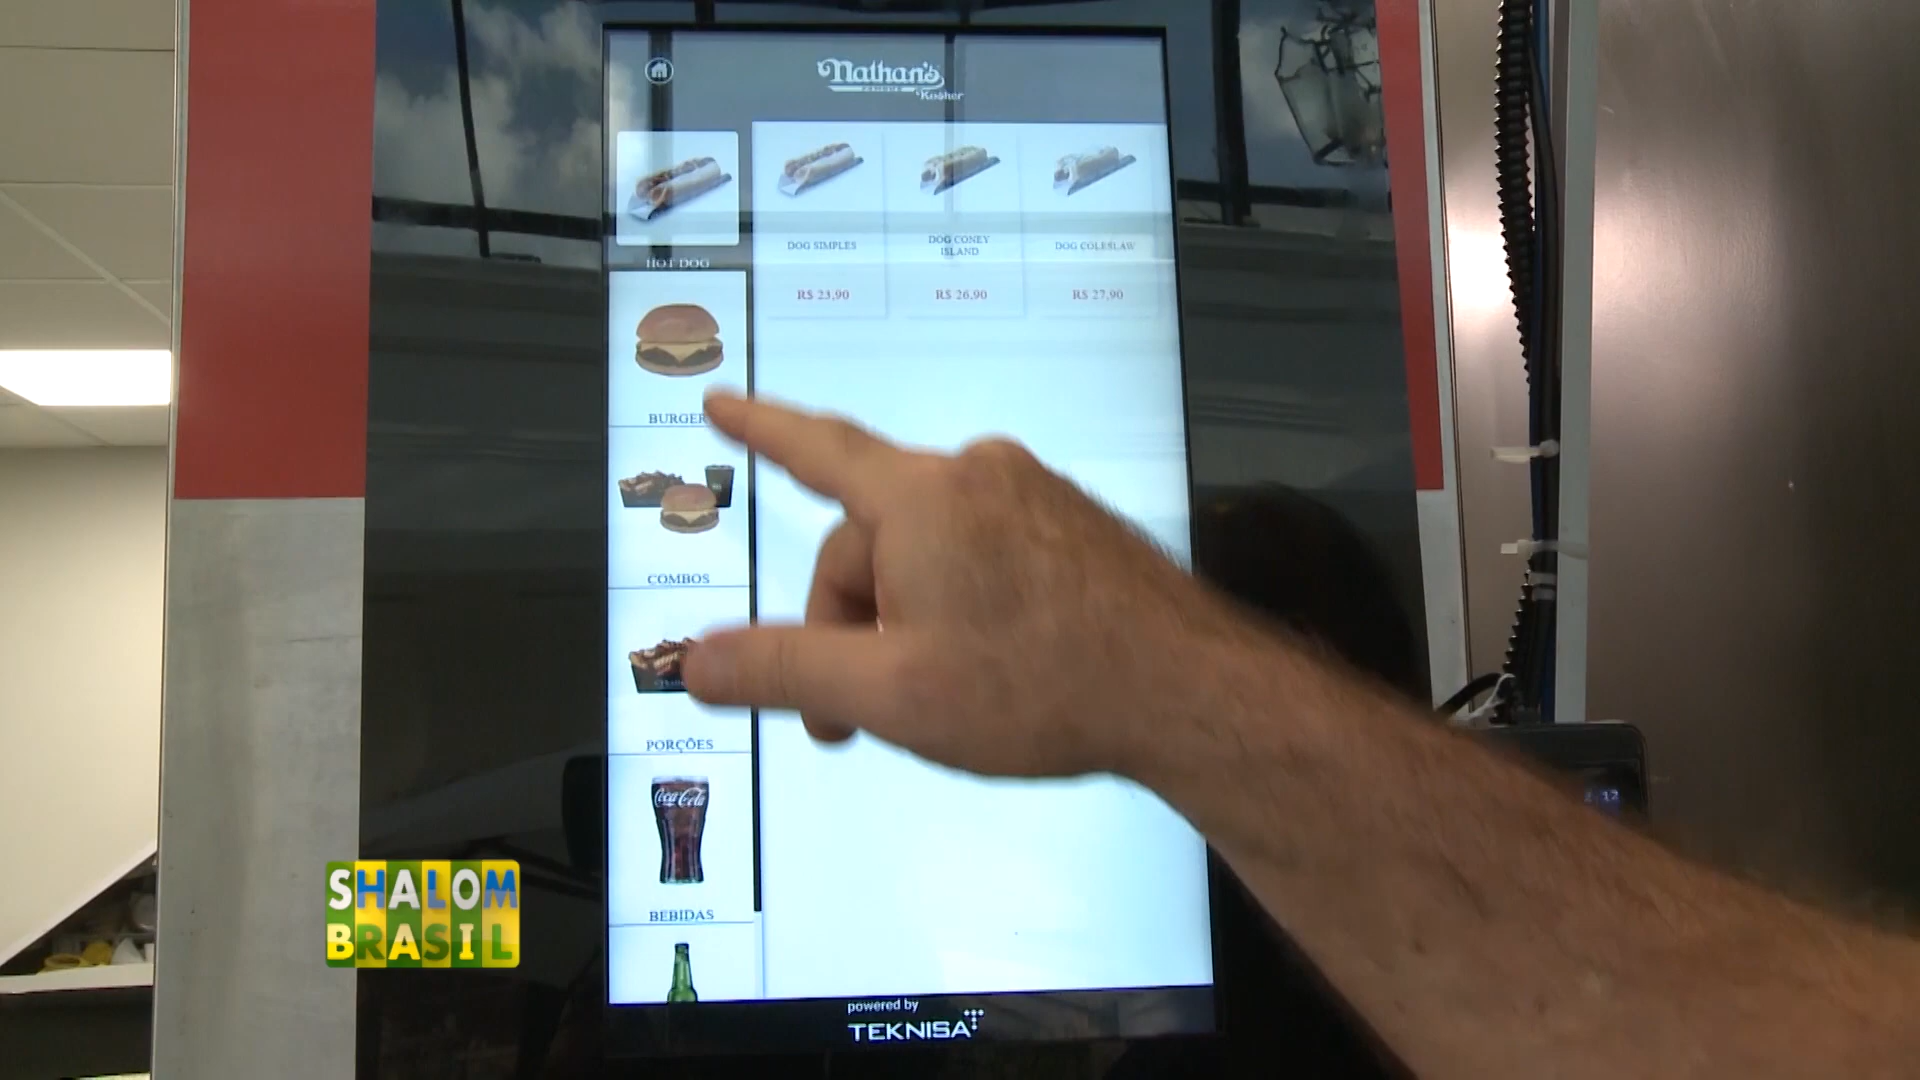 Nathan's
FAMOUS
Kosher
HOT DOG
DOG SIMPLES
R$ 23,90
DOG CONEY
ISLAND
R$ 26,90
DOG COLESLAW
R$ 27,90
BURGER
COMBOS
PORÇÕES
Coca-Cola
BEBIDAS
powered by
TEKNISA
SHALOM
BRASIL